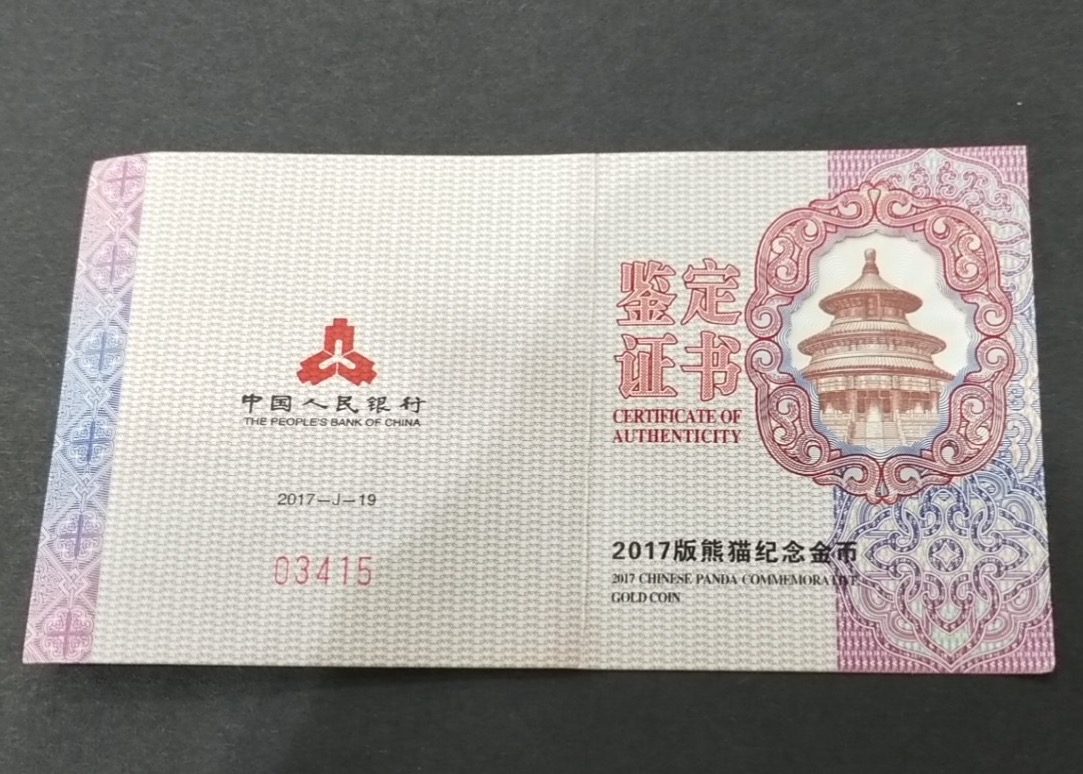 中国人民银行
THE PEOPLE'S BANK OF CHINA
2017—J—19
03415
鉴定
证书
CERTIFICATE OF
AUTHENTICITY
2017版熊猫纪念金币
2017 CHINESE PANDA COMMEMORATIVE
GOLD COIN